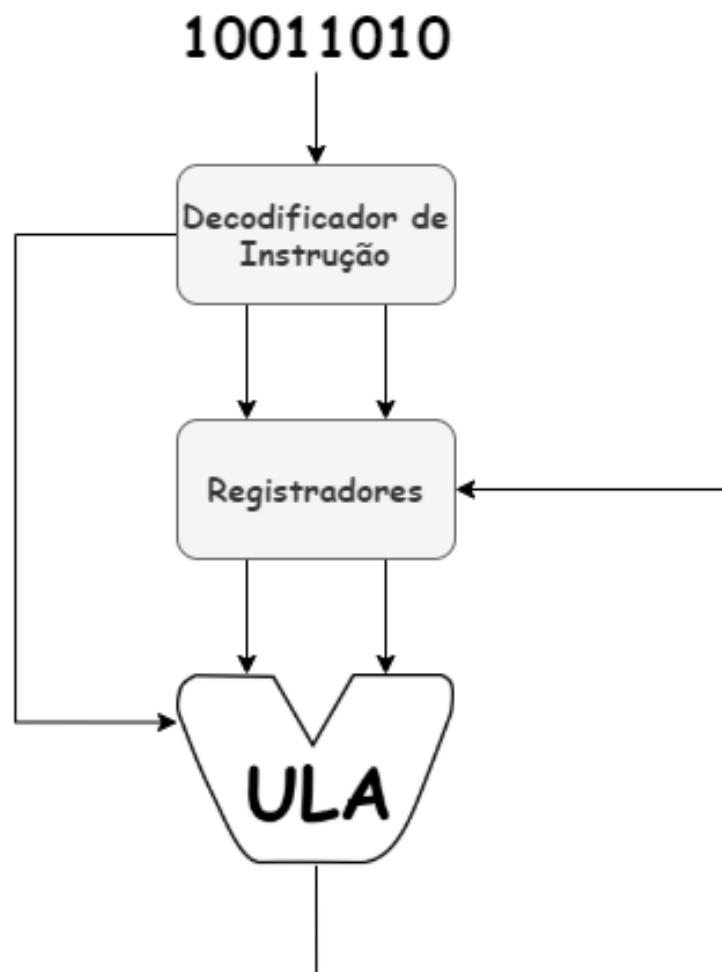 10011010
Decodificador de
Instrução
Registradores
ULA